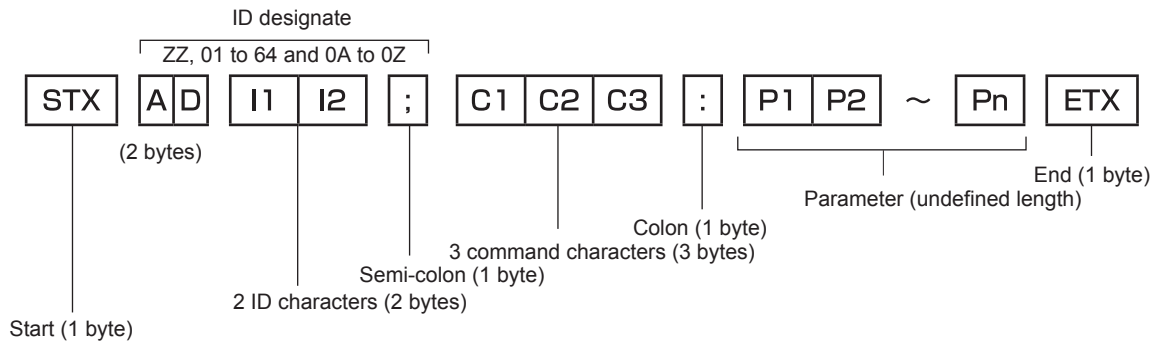 ID designate
ZZ, 01 to 64 and 0A to 0Z
STX A D I1 I2 ; C1 C2 C3 : P1 P2 ~ Pn ETX
(2 bytes)
End (1 byte)
Parameter (undefined length)
Colon (1 byte)
3 command characters (3 bytes)
Semi-colon (1 byte)
2 ID characters (2 bytes)
Start (1 byte)